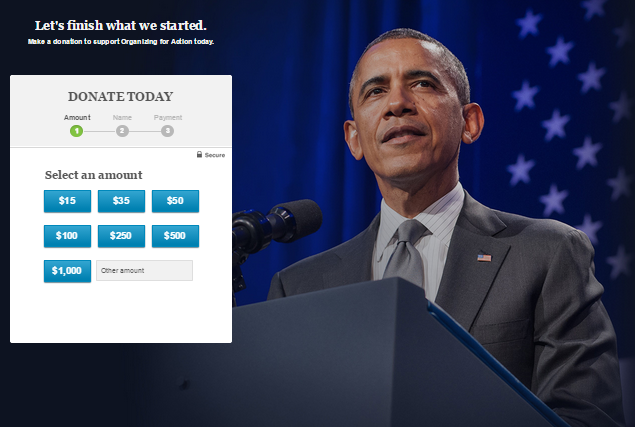 Let's finish what we started.
Make a donation to support Organizing for Action today.
DONATE TODAY
Amount Name Payment
1 2 3
Secure
Select an amount
$15 $35 $50
$100 $250 $500
$1,000 Other amount